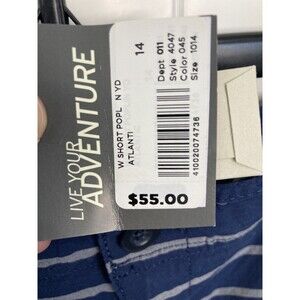 LIVE YOUR
ADVENTURE
14
Dept 011
Style 4047
Color 045
Size 1014
W SHORT POPL N YD
ATLANTI
410020074736
$55.00